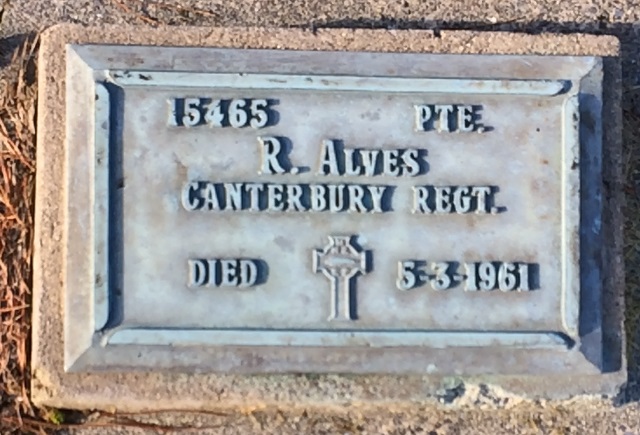 15465 PTE.
R. ALVES
CANTERBURY REGT.
DIED 5-3-1961